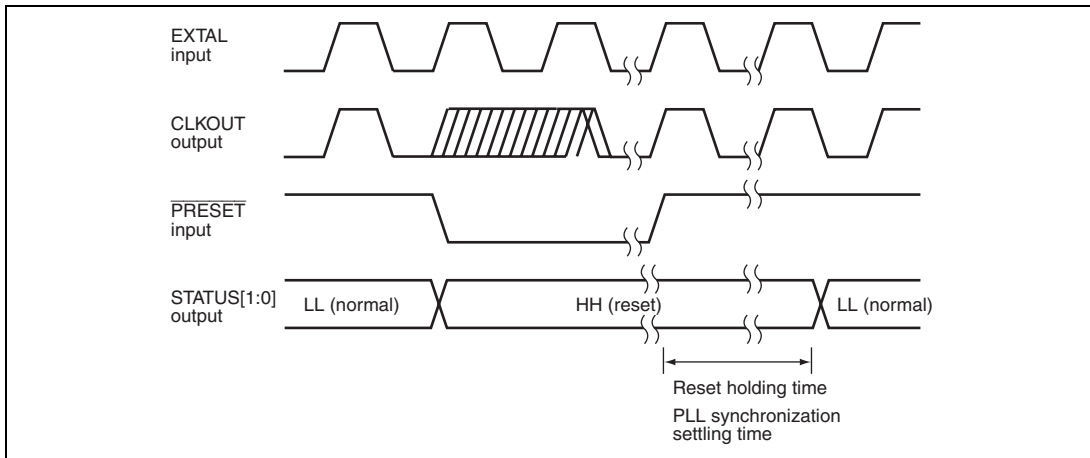 EXTAL
input
CLKOUT
output
PRESET
input
STATUS[1:0]
output
LL (normal)
HH (reset)
LL (normal)
Reset holding time
PLL synchronization
settling time